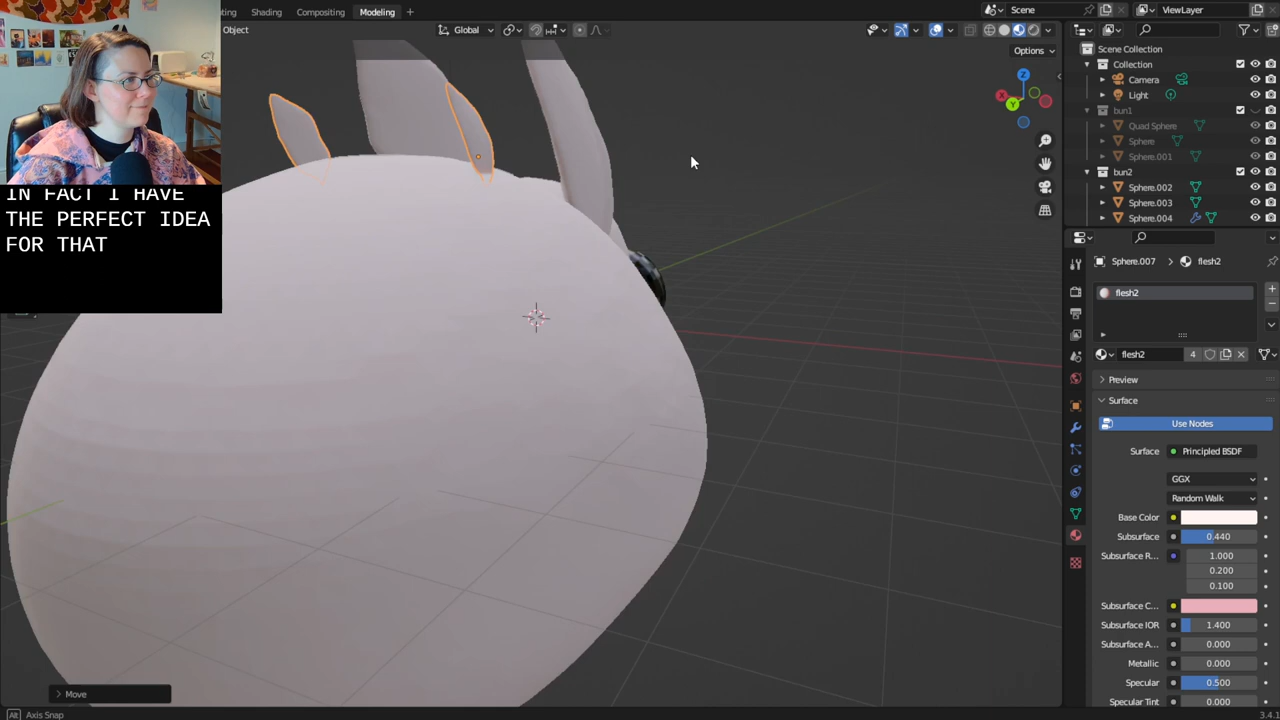 Shading
Compositing
Modeling
+
Scene
ViewLayer
Object
Global
Options
Scene Collection
Collection
Camera
Light
bun1
Quad Sphere
Sphere
Sphere.001
bun2
Sphere.002
Sphere.003
Sphere.004
X
Y
Z
IN FACT I HAVE
THE PERFECT IDEA
FOR THAT
Sphere.007
flesh2
flesh2
flesh2
4
Preview
Surface
Use Nodes
Surface
Principled BSDF
GGX
Random Walk
Base Color
Subsurface
0.440
Subsurface R...
1.000
0.200
0.100
Subsurface C...
Subsurface IOR
1.400
Subsurface A...
0.000
Metallic
0.000
Specular
0.500
Specular Tint
0.000
Move
Alt
Axis Snap
3.4.1